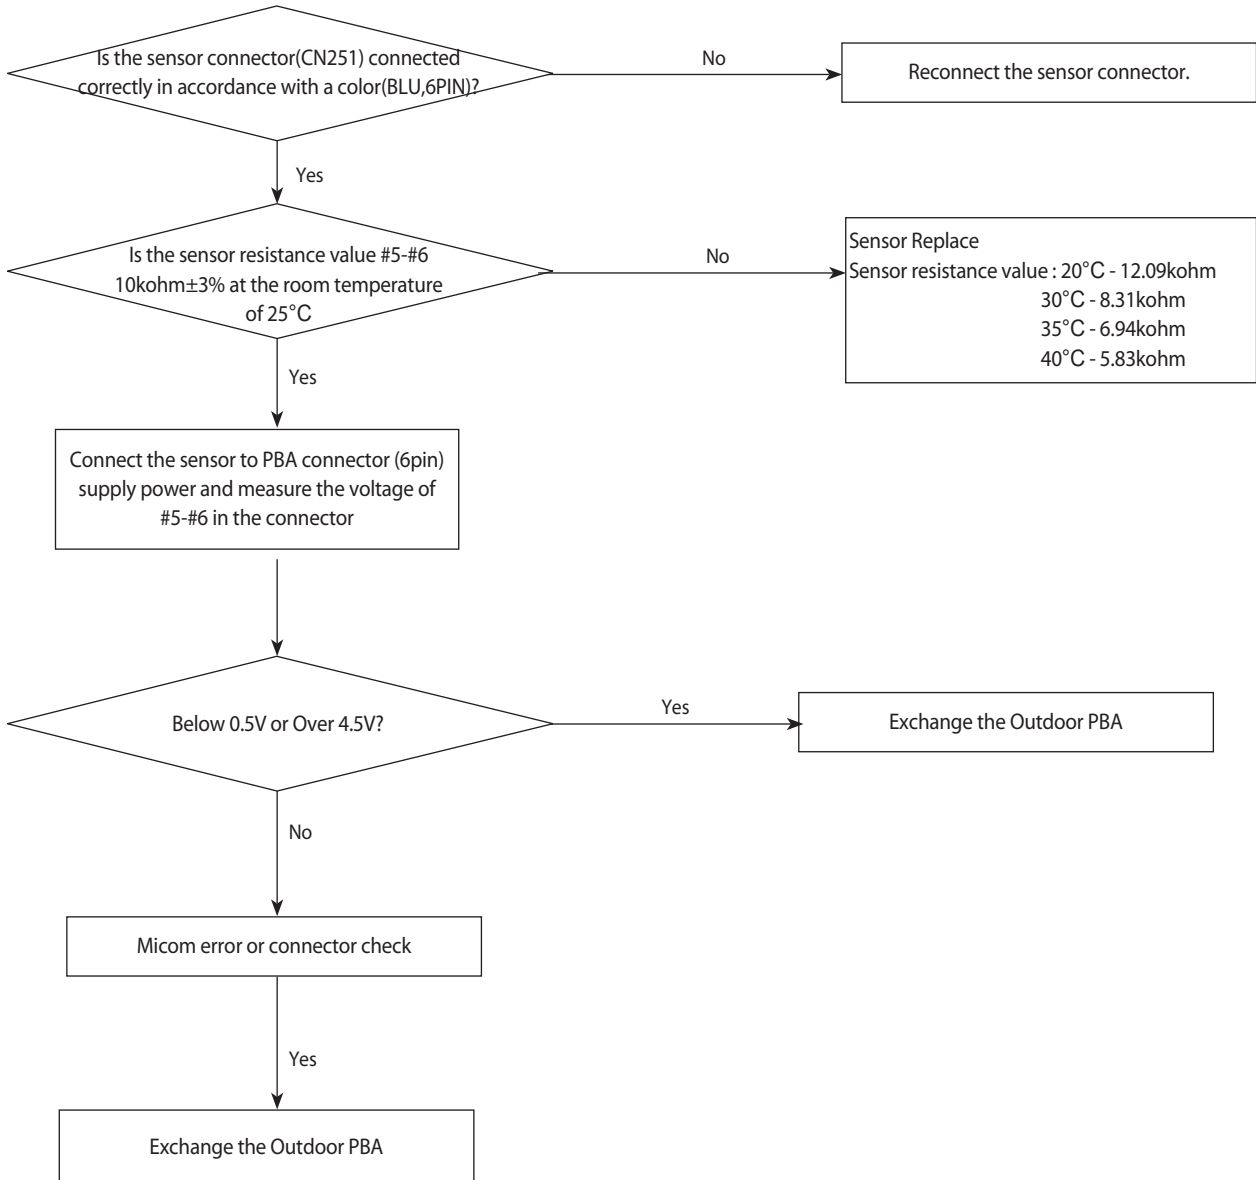 Is the sensor connector(CN251) connected
correctly in accordance with a color(BLU,6PIN)?
No
Reconnect the sensor connector.
Yes
Is the sensor resistance value #5-#6
10kohm±3% at the room temperature
of 25°C
No
Sensor Replace
Sensor resistance value : 20°C - 12.09kohm
30°C - 8.31kohm
35°C - 6.94kohm
40°C - 5.83kohm
Yes
Connect the sensor to PBA connector (6pin)
supply power and measure the voltage of
#5-#6 in the connector
Below 0.5V or Over 4.5V?
Yes
Exchange the Outdoor PBA
No
Micom error or connector check
Yes
Exchange the Outdoor PBA